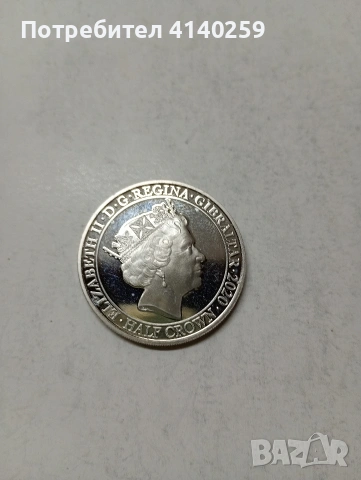 Потребител 4140259
ELIZABETH II · D · G · REGINA · GIBRALTAR · 2020 · HALF CROWN ·
BAZAR